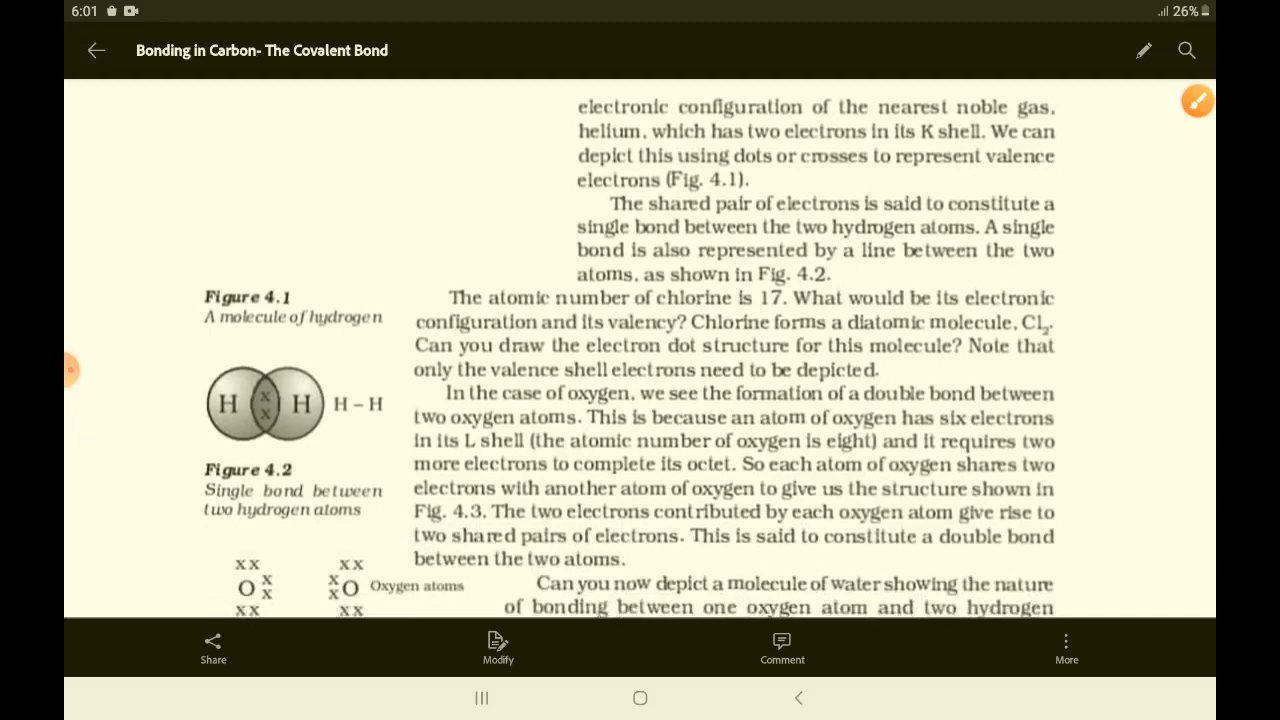 6:01
26%
Bonding in Carbon- The Covalent Bond
electronic configuration of the nearest noble gas,
helium, which has two electrons in its K shell. We can
depict this using dots or crosses to represent valence
electrons (Fig. 4.1).
The shared pair of electrons is said to constitute a
single bond between the two hydrogen atoms. A single
bond is also represented by a line between the two
atoms, as shown in Fig. 4.2.
Figure 4.1
A molecule of hydrogen
The atomic number of chlorine is 17. What would be its electronic
configuration and its valency? Chlorine forms a diatomic molecule, Cl₂.
Can you draw the electron dot structure for this molecule? Note that
only the valence shell electrons need to be depicted.
H x x H H – H
Figure 4.2
Single bond between
two hydrogen atoms
In the case of oxygen, we see the formation of a double bond between
two oxygen atoms. This is because an atom of oxygen has six electrons
in its L shell (the atomic number of oxygen is eight) and it requires two
more electrons to complete its octet. So each atom of oxygen shares two
electrons with another atom of oxygen to give us the structure shown in
Fig. 4.3. The two electrons contributed by each oxygen atom give rise to
two shared pairs of electrons. This is said to constitute a double bond
between the two atoms.
xx xx
O x x x x O Oxygen atoms
xx xx
Can you now depict a molecule of water showing the nature
of bonding between one oxygen atom and two hydrogen
Share
Modify
Comment
More